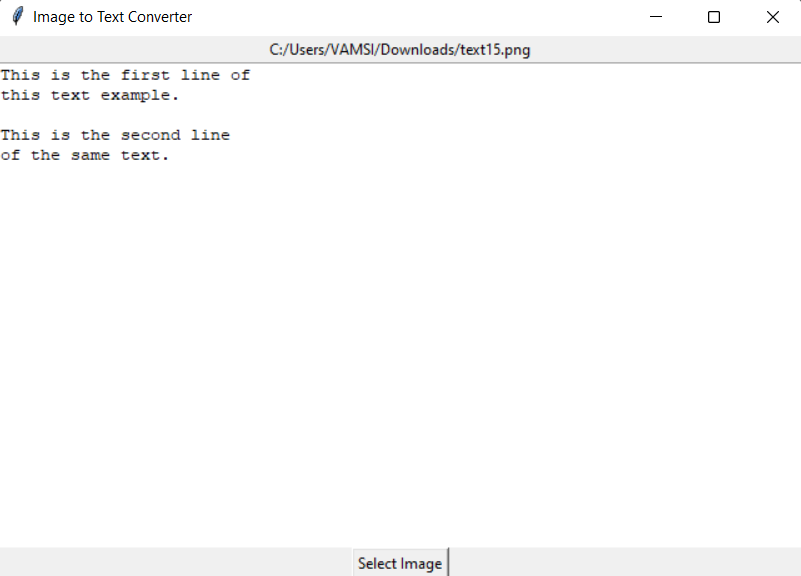 Image to Text Converter
C:/Users/VAMSI/Downloads/text15.png
This is the first line of
this text example.

This is the second line
of the same text.
Select Image